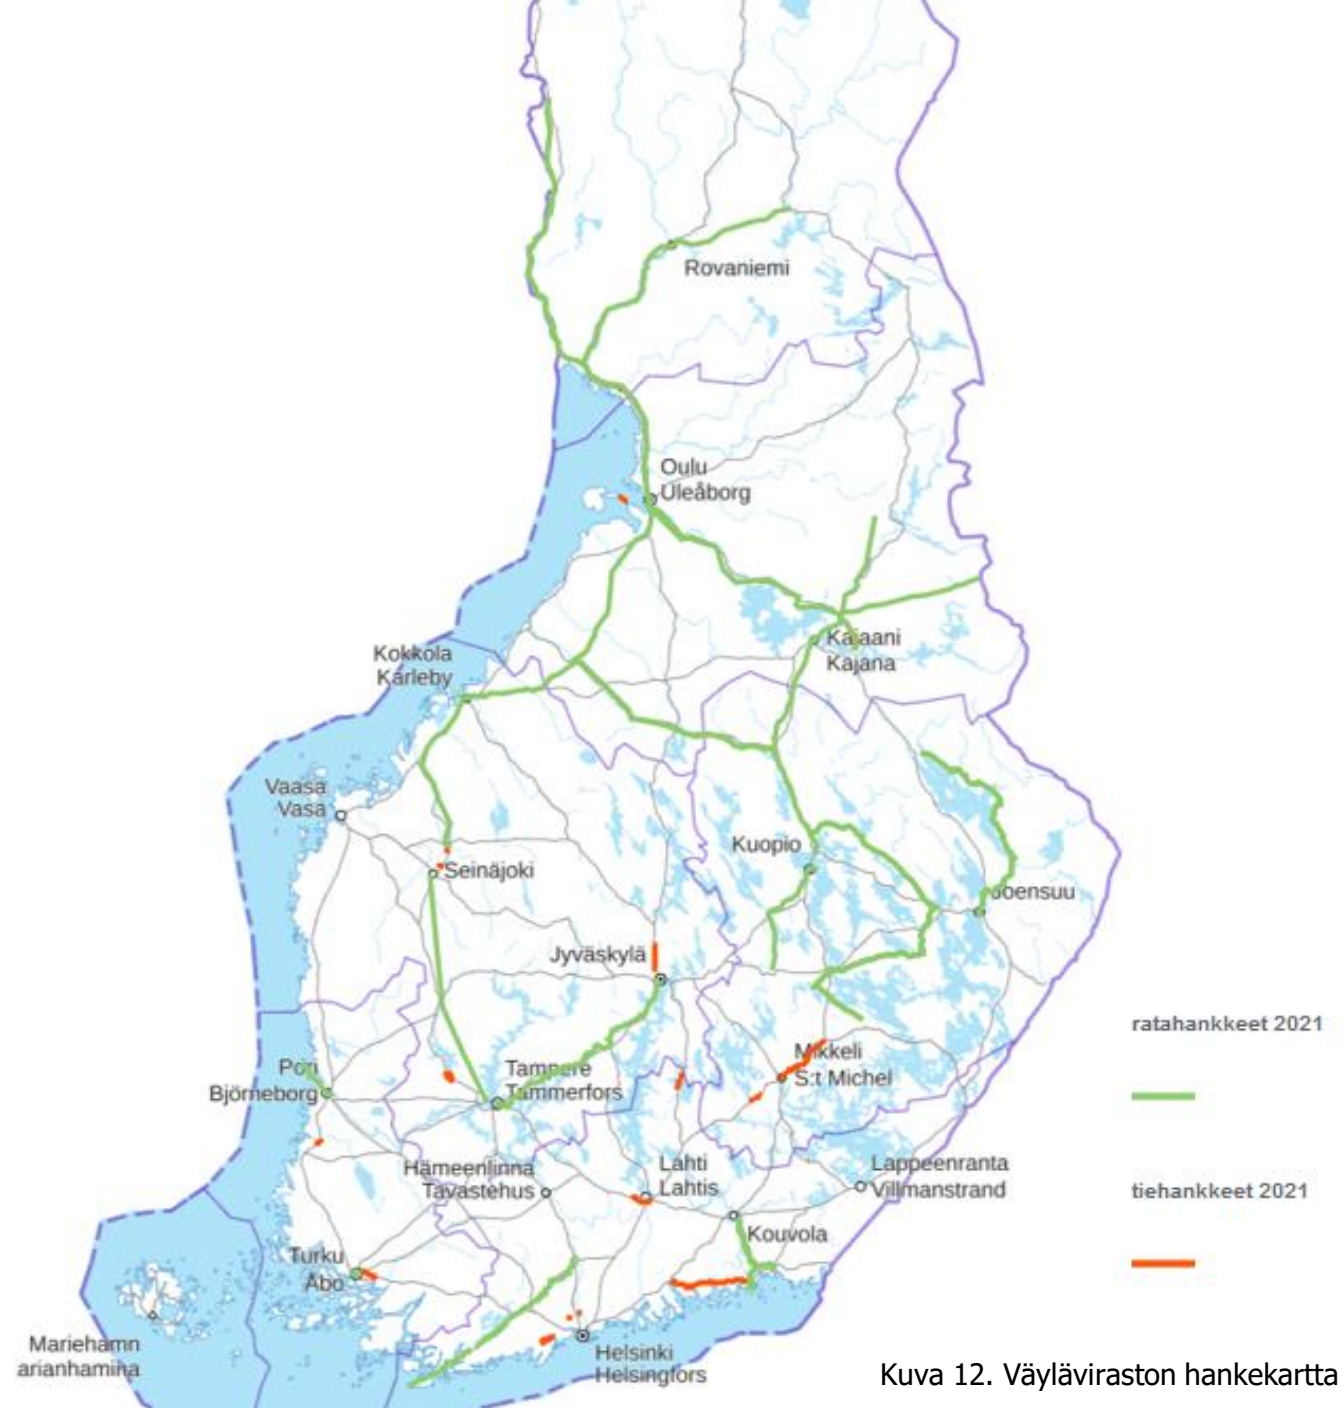 Rovaniemi
Oulu
Uleåborg
Kajaani
Kajana
Kokkola
Karleby
Vaasa
Vasa
Kuopio
Seinäjoki
Joensuu
Jyväskylä
ratahankkeet 2021
Mikkeli
S:t Michel
Pori
Björneborg
Tampere
Tammerfors
Hämeenlinna
Tavastehus
Lahti
Lahtis
Lappeenranta
Villmanstrand
tiehankkeet 2021
Kouvola
Turku
Åbo
Mariehamn
arianhamina
Helsinki
Helsingfors
Kuva 12. Väyläviraston hankekartta